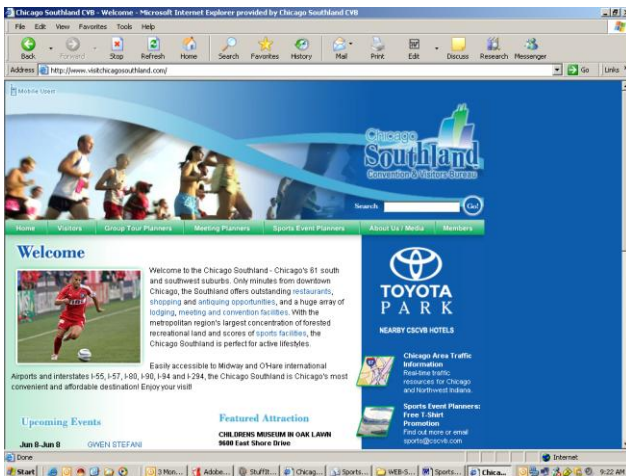 Chicago Southland CVB - Welcome - Microsoft Internet Explorer provided by Chicago Southland CVB
File Edit View Favorites Tools Help
Back Forward Stop Refresh Home Search Favorites History Mail Print Edit Discuss Research Messenger
Address http://www.visitchicagosouthland.com/ Go Links
Mobile Users
Chicago
Southland
Convention & Visitors Bureau
Search Go!
Home Visitors Group Tour Planners Meeting Planners Sports Event Planners About Us / Media Members
Welcome
Welcome to the Chicago Southland - Chicago's 61 south
and southwest suburbs. Only minutes from downtown
Chicago, the Southland offers outstanding restaurants,
shopping and antiquing opportunities, and a huge array of
lodging, meeting and convention facilities. With the
metropolitan region's largest concentration of forested
recreational land and scores of sports facilities, the
Chicago Southland is perfect for active lifestyles.
Easily accessible to Midway and O'Hare international
Airports and interstates I-55, I-57, I-80, I-90, I-94 and I-294, the Chicago Southland is Chicago's most
convenient and affordable destination! Enjoy your visit!
TOYOTA
PARK
NEARBY CSCVB HOTELS
Chicago Area Traffic
Information
Real-time traffic
resources for Chicago
and Northwest Indiana.
Sports Event Planners:
Free T-Shirt
Promotion
Find out more or email
sports@cscvb.com
Upcoming Events
Jun 8-Jun 8 GWEN STEFANI
Featured Attraction
CHILDRENS MUSEUM IN OAK LAWN
9600 East Shore Drive
Done Internet
Start 3 Mon... Adobe... StuffIt... Chicag... Sports... WEB-S... Sports... Chica... 9:22 AM